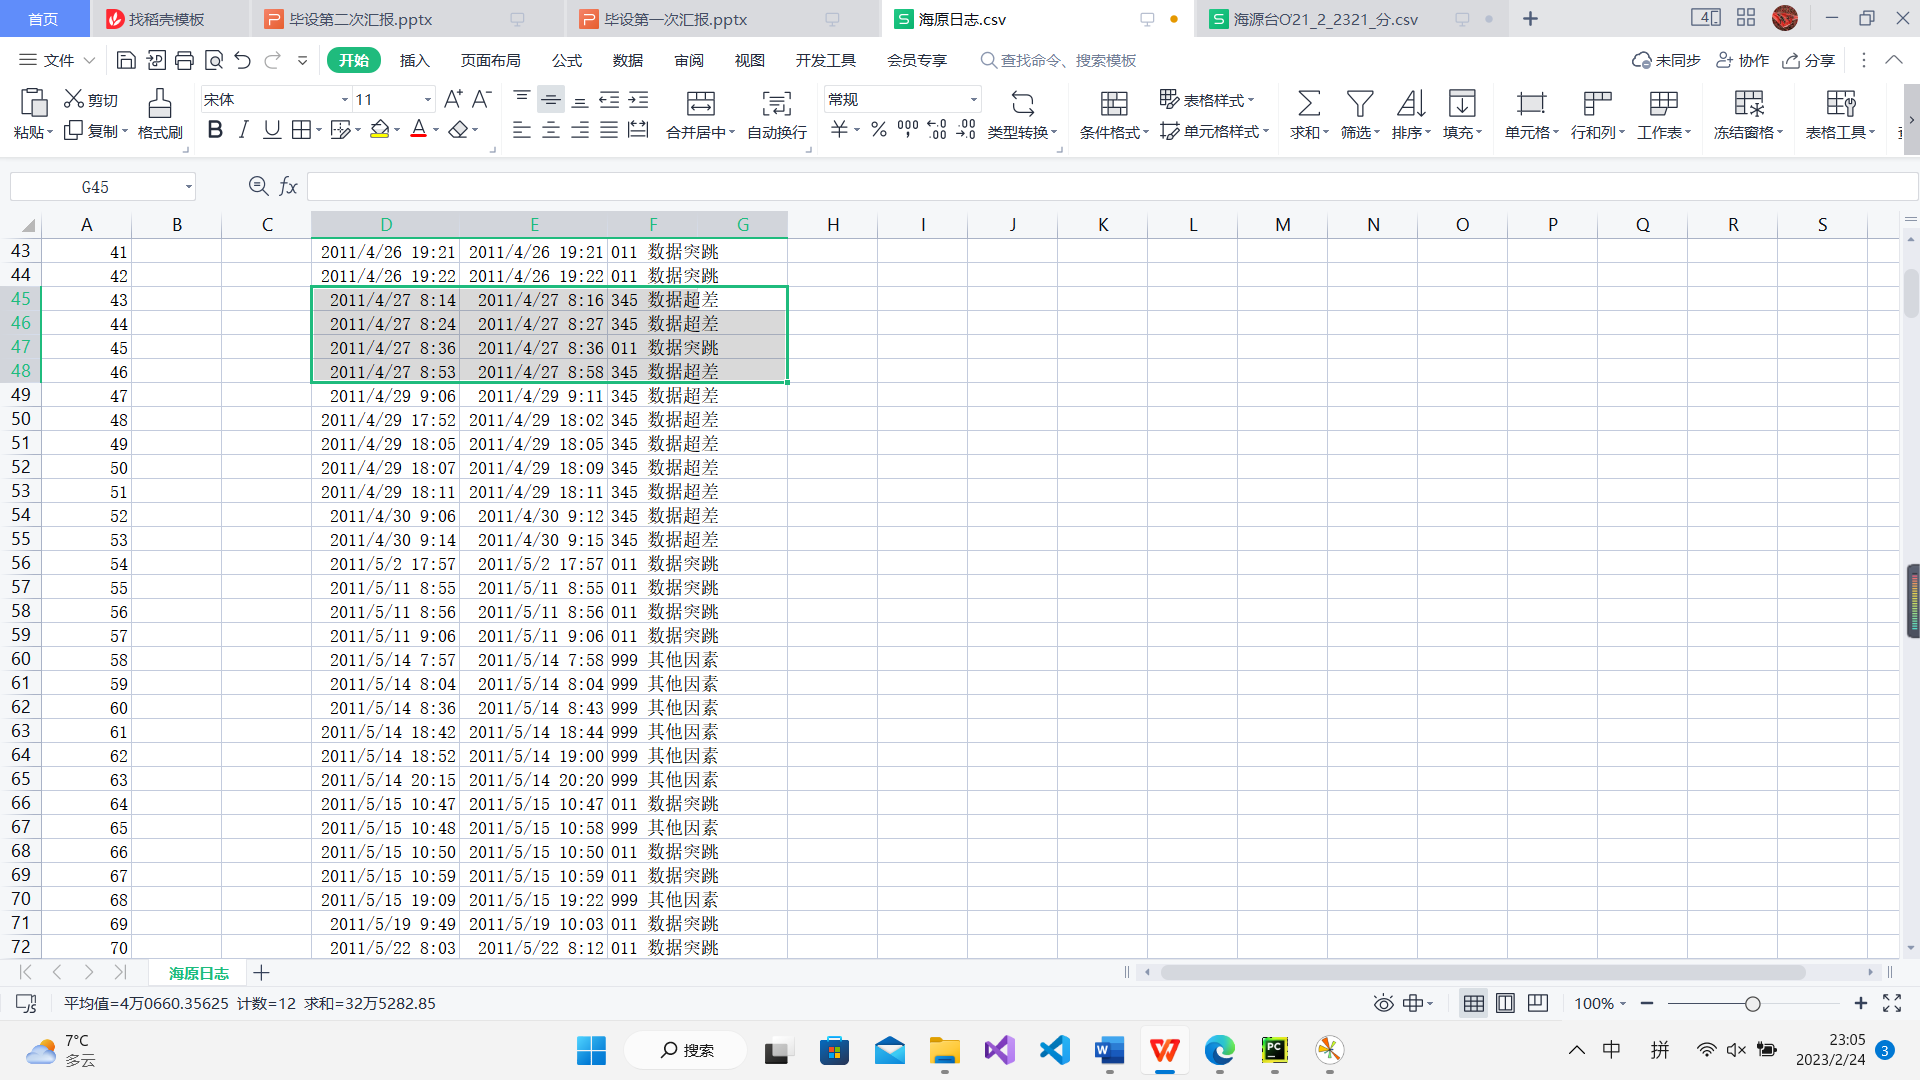 首页 找稻壳模板 毕设第二次汇报.pptx 毕设第一次汇报.pptx 海原日志.csv 海源台Ơ21_2_2321_分.csv
文件 开始 插入 页面布局 公式 数据 审阅 视图 开发工具 会员专享 查找命令、搜索模板 未同步 协作 分享
粘贴 剪切 复制 格式刷 宋体 11 合并居中 自动换行 常规 类型转换 条件格式 表格样式 单元格样式 求和 筛选 排序 填充 单元格 行和列 工作表 冻结窗格 表格工具
G45 fx
A B C D E F G H I J K L M N O P Q R S
43 41 2011/4/26 19:21 2011/4/26 19:21 011 数据突跳
44 42 2011/4/26 19:22 2011/4/26 19:22 011 数据突跳
45 43 2011/4/27 8:14 2011/4/27 8:16 345 数据超差
46 44 2011/4/27 8:24 2011/4/27 8:27 345 数据超差
47 45 2011/4/27 8:36 2011/4/27 8:36 011 数据突跳
48 46 2011/4/27 8:53 2011/4/27 8:58 345 数据超差
49 47 2011/4/29 9:06 2011/4/29 9:11 345 数据超差
50 48 2011/4/29 17:52 2011/4/29 18:02 345 数据超差
51 49 2011/4/29 18:05 2011/4/29 18:05 345 数据超差
52 50 2011/4/29 18:07 2011/4/29 18:09 345 数据超差
53 51 2011/4/29 18:11 2011/4/29 18:11 345 数据超差
54 52 2011/4/30 9:06 2011/4/30 9:12 345 数据超差
55 53 2011/4/30 9:14 2011/4/30 9:15 345 数据超差
56 54 2011/5/2 17:57 2011/5/2 17:57 011 数据突跳
57 55 2011/5/11 8:55 2011/5/11 8:55 011 数据突跳
58 56 2011/5/11 8:56 2011/5/11 8:56 011 数据突跳
59 57 2011/5/11 9:06 2011/5/11 9:06 011 数据突跳
60 58 2011/5/14 7:57 2011/5/14 7:58 999 其他因素
61 59 2011/5/14 8:04 2011/5/14 8:04 999 其他因素
62 60 2011/5/14 8:36 2011/5/14 8:43 999 其他因素
63 61 2011/5/14 18:42 2011/5/14 18:44 999 其他因素
64 62 2011/5/14 18:52 2011/5/14 19:00 999 其他因素
65 63 2011/5/14 20:15 2011/5/14 20:20 999 其他因素
66 64 2011/5/15 10:47 2011/5/15 10:47 011 数据突跳
67 65 2011/5/15 10:48 2011/5/15 10:58 999 其他因素
68 66 2011/5/15 10:50 2011/5/15 10:50 011 数据突跳
69 67 2011/5/15 10:59 2011/5/15 10:59 011 数据突跳
70 68 2011/5/15 19:09 2011/5/15 19:22 999 其他因素
71 69 2011/5/19 9:49 2011/5/19 10:03 011 数据突跳
72 70 2011/5/22 8:03 2011/5/22 8:12 011 数据突跳
海原日志
平均值=4万0660.35625 计数=12 求和=32万5282.85 100%
7°C
多云
搜索
中 拼
23:05
2023/2/24 3